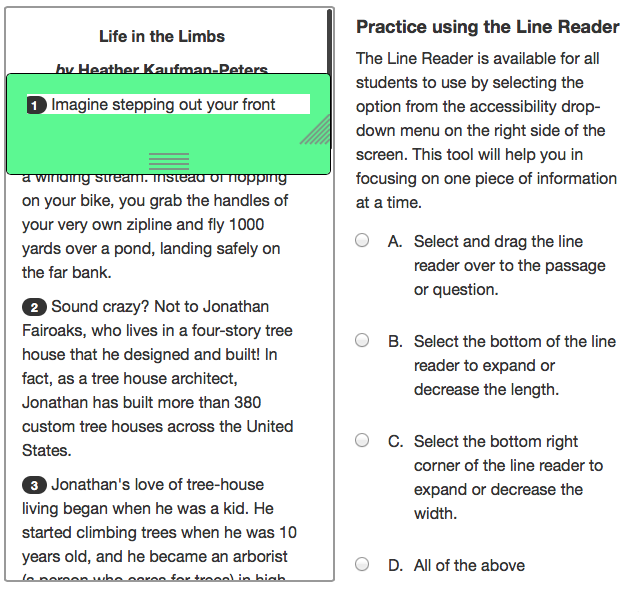 Life in the Limbs
by Heather Kaufman-Peters
1 Imagine stepping out your front
a winding stream. Instead of hopping
on your bike, you grab the handles of
your very own zipline and fly 1000
yards over a pond, landing safely on
the far bank.
2 Sound crazy? Not to Jonathan
Fairoaks, who lives in a four-story tree
house that he designed and built! In
fact, as a tree house architect,
Jonathan has built more than 380
custom tree houses across the United
States.
3 Jonathan's love of tree-house
living began when he was a kid. He
started climbing trees when he was 10
years old, and he became an arborist
(a person who cares for trees) in high
Practice using the Line Reader
The Line Reader is available for all
students to use by selecting the
option from the accessibility drop-
down menu on the right side of the
screen. This tool will help you in
focusing on one piece of information
at a time.
A. Select and drag the line
reader over to the passage
or question.
B. Select the bottom of the line
reader to expand or
decrease the length.
C. Select the bottom right
corner of the line reader to
expand or decrease the
width.
D. All of the above